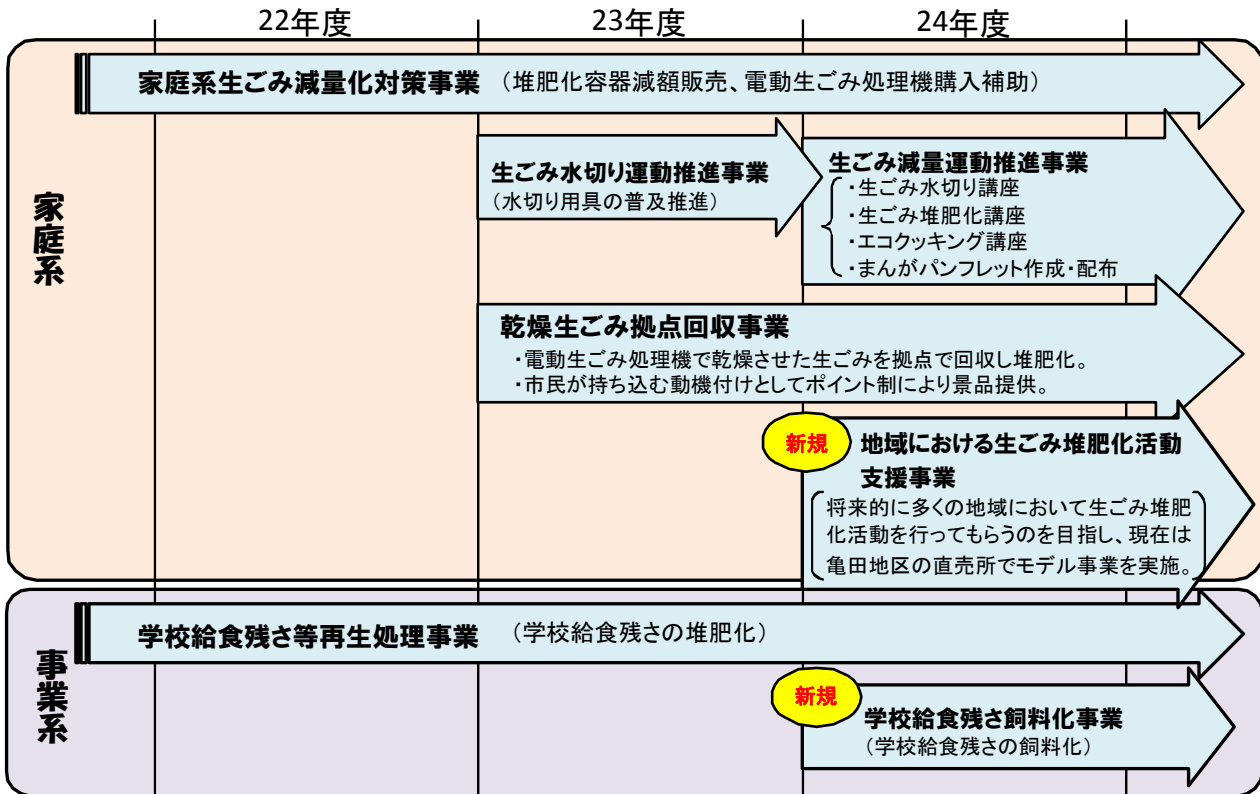 22年度 23年度 24年度
家庭系
家庭系生ごみ減量化対策事業 (堆肥化容器減額販売、電動生ごみ処理機購入補助)
生ごみ水切り運動推進事業
(水切り用具の普及推進)
生ごみ減量運動推進事業
・生ごみ水切り講座
・生ごみ堆肥化講座
・エコクッキング講座
・まんがパンフレット作成・配布
乾燥生ごみ拠点回収事業
・電動生ごみ処理機で乾燥させた生ごみを拠点で回収し堆肥化。
・市民が持ち込む動機付けとしてポイント制により景品提供。
新規
地域における生ごみ堆肥化活動
支援事業
将来的に多くの地域において生ごみ堆肥
化活動を行ってもらうのを目指し、現在は
亀田地区の直売所でモデル事業を実施。
事業系
学校給食残さ等再生処理事業 (学校給食残さの堆肥化)
新規
学校給食残さ飼料化事業
(学校給食残さの飼料化)